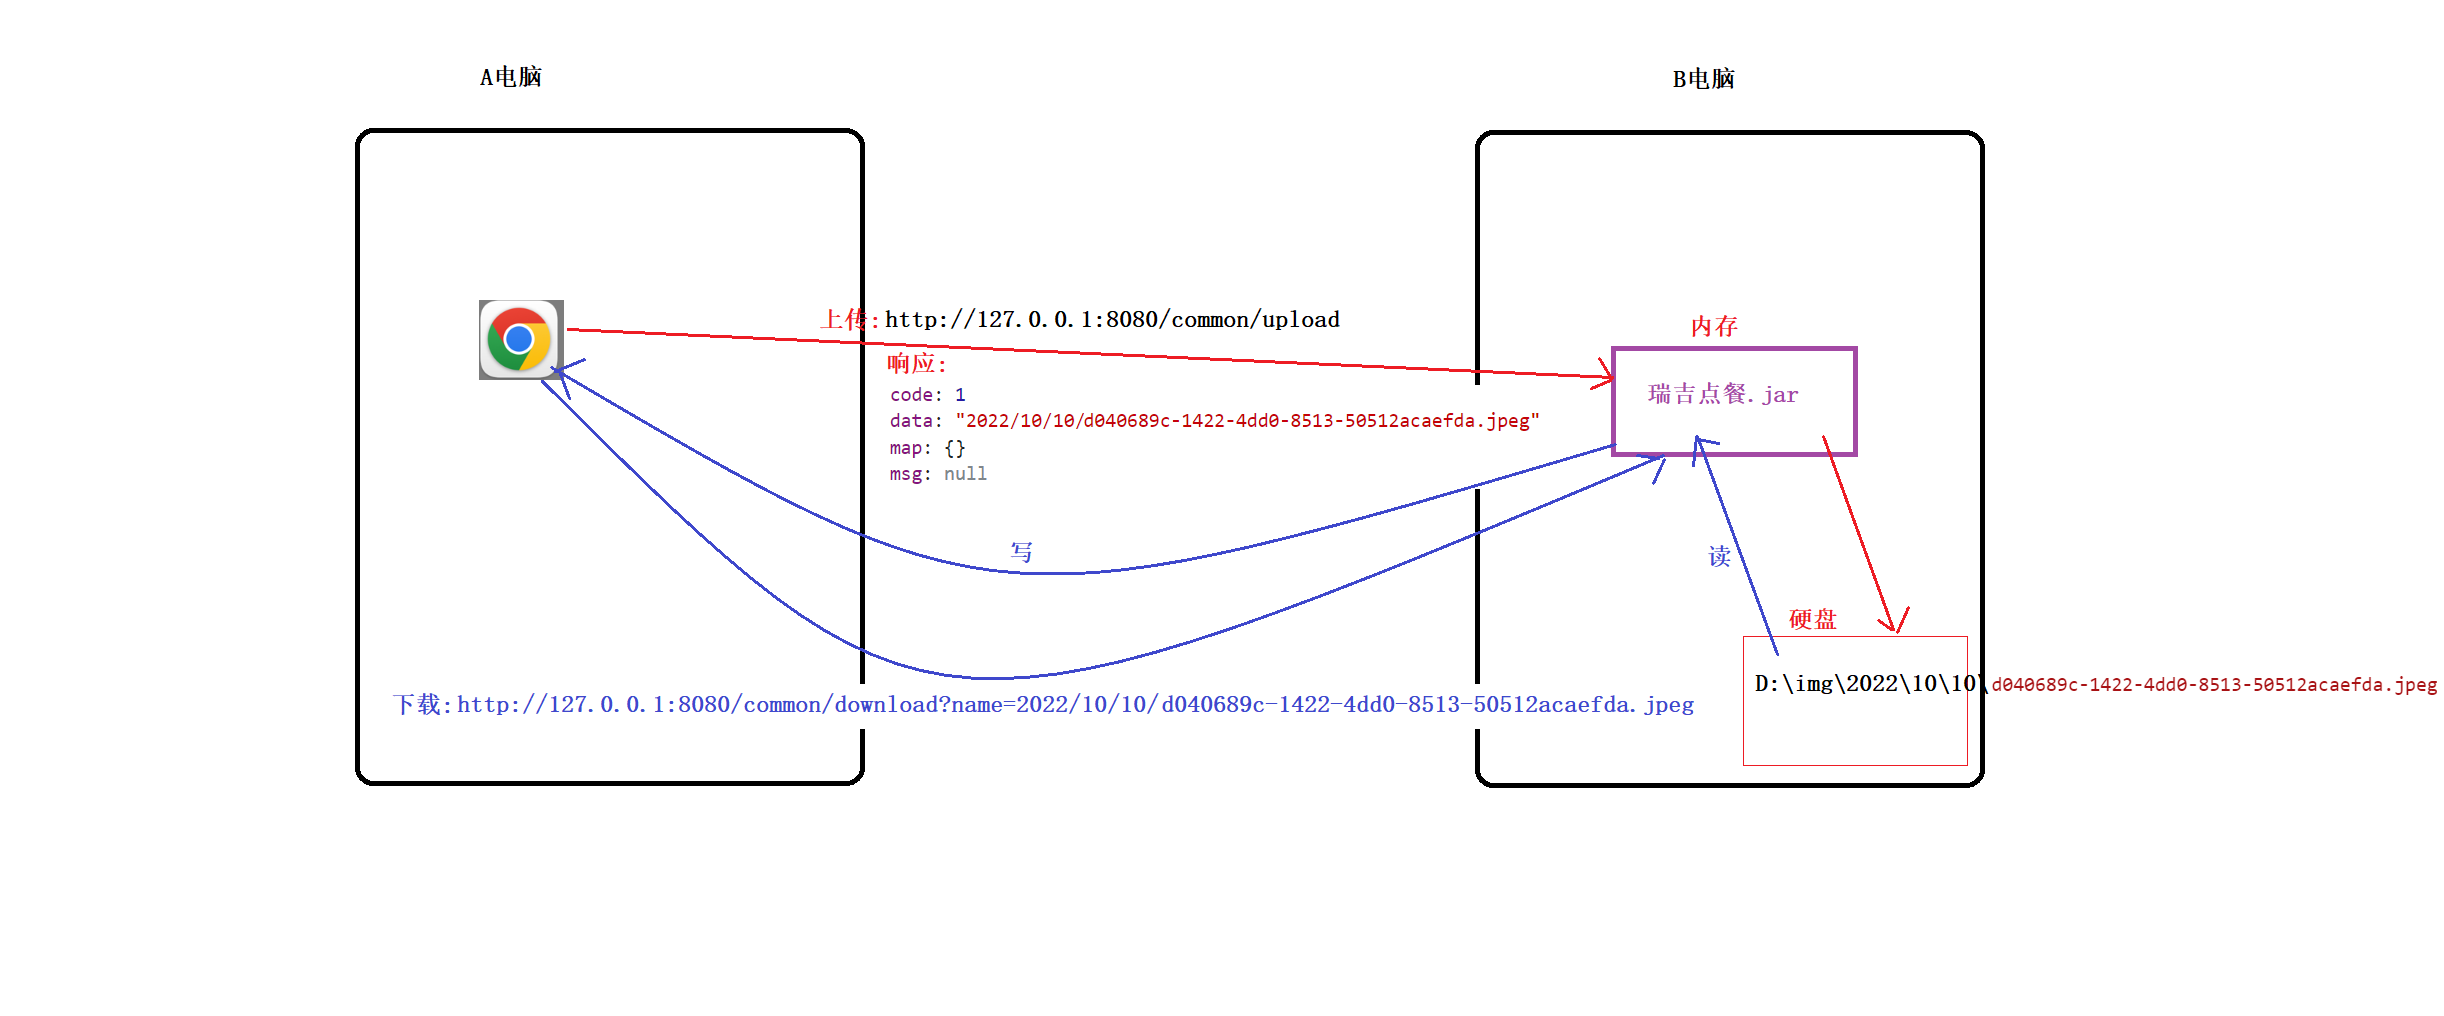 A电脑
B电脑
上传:http://127.0.0.1:8080/common/upload
响应:
code: 1
data: "2022/10/10/d040689c-1422-4dd0-8513-50512acaefda.jpeg"
map: {}
msg: null
内存
瑞吉点餐.jar
写
读
硬盘
D:\img\2022\10\10\d040689c-1422-4dd0-8513-50512acaefda.jpeg
下载:http://127.0.0.1:8080/common/download?name=2022/10/10/d040689c-1422-4dd0-8513-50512acaefda.jpeg